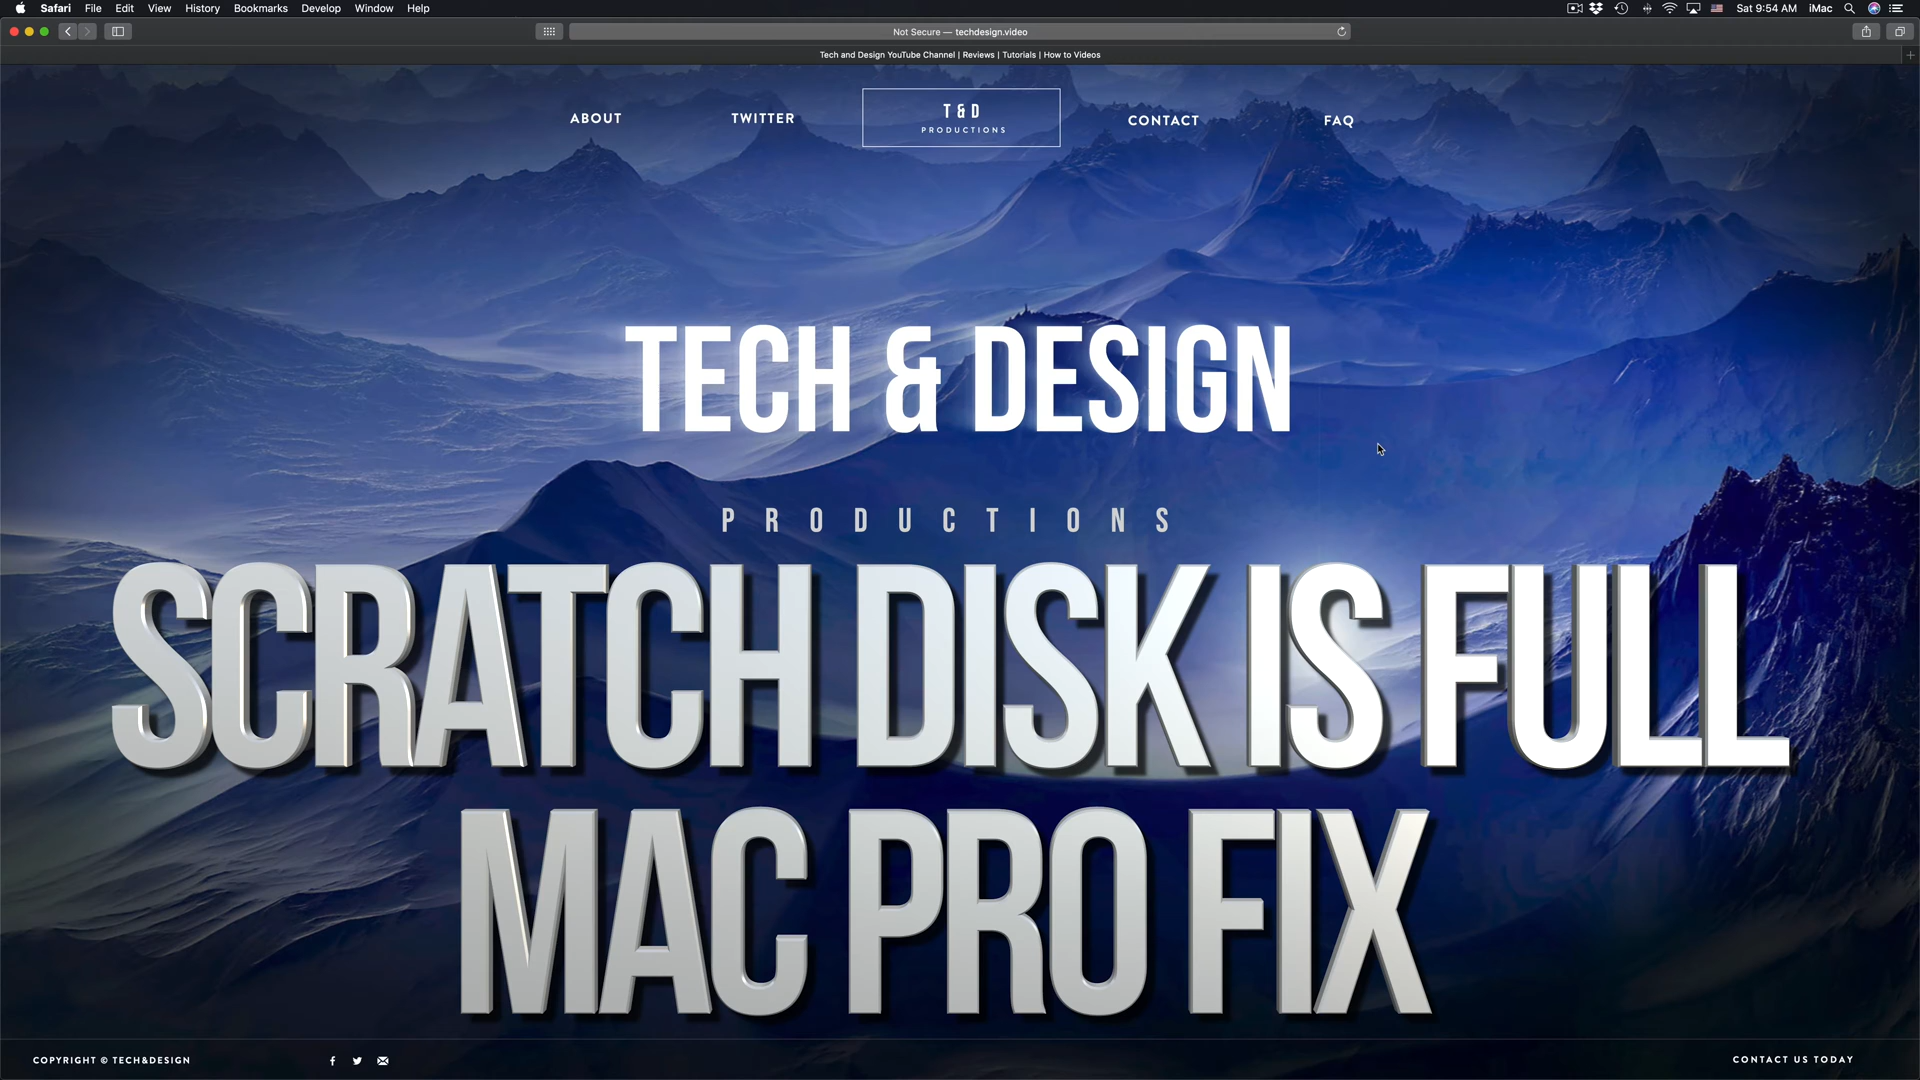 Safari File Edit View History Bookmarks Develop Window Help Sat 9:54 AM iMac
Not Secure — techdesign.video
Tech and Design YouTube Channel | Reviews | Tutorials | How to Videos
ABOUT TWITTER T&D CONTACT FAQ
PRODUCTIONS
TECH & DESIGN
PRODUCTIONS
SCRATCH DISK IS FULL
MAC PRO FIX
COPYRIGHT © TECH&DESIGN CONTACT US TODAY